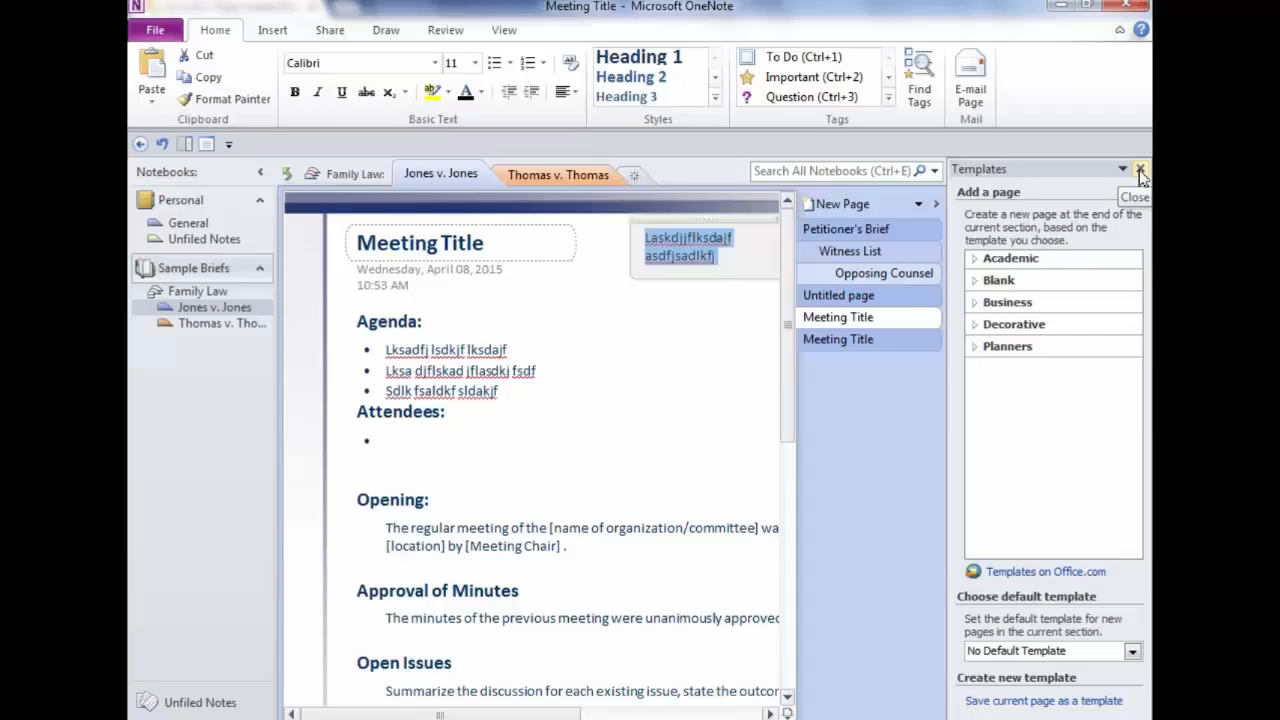 Meeting Title - Microsoft OneNote
File Home Insert Share Draw Review View
Paste
Cut
Copy
Format Painter
Clipboard
Calibri 11
B I U abc X₂ ab A
Basic Text
Heading 1
Heading 2
Heading 3
Styles
To Do (Ctrl+1)
Important (Ctrl+2)
Question (Ctrl+3)
Tags
Find
Tags
E-mail
Page
Mail
Notebooks:
Personal
General
Unfiled Notes
Sample Briefs
Family Law
Jones v. Jones
Thomas v. Tho...
Unfiled Notes
Family Law: Jones v. Jones Thomas v. Thomas
Search All Notebooks (Ctrl+E)
Meeting Title
Wednesday, April 08, 2015
10:53 AM
Laskdjjflksdajf
asdfjsadlkfj
Agenda:
• Lksadfj lsdkjf lksdajf
• Lksa djflskad jflasdkj fsdf
• Sdlk fsaldkf sldakjf
Attendees:
•
Opening:
The regular meeting of the [name of organization/committee] wa
[location] by [Meeting Chair] .
Approval of Minutes
The minutes of the previous meeting were unanimously approved
Open Issues
Summarize the discussion for each existing issue, state the outcor
New Page
Petitioner's Brief
Witness List
Opposing Counsel
Untitled page
Meeting Title
Meeting Title
Templates
Close
Add a page
Create a new page at the end of the
current section, based on the
template you choose.
Academic
Blank
Business
Decorative
Planners
Templates on Office.com
Choose default template
Set the default template for new
pages in the current section.
No Default Template
Create new template
Save current page as a template